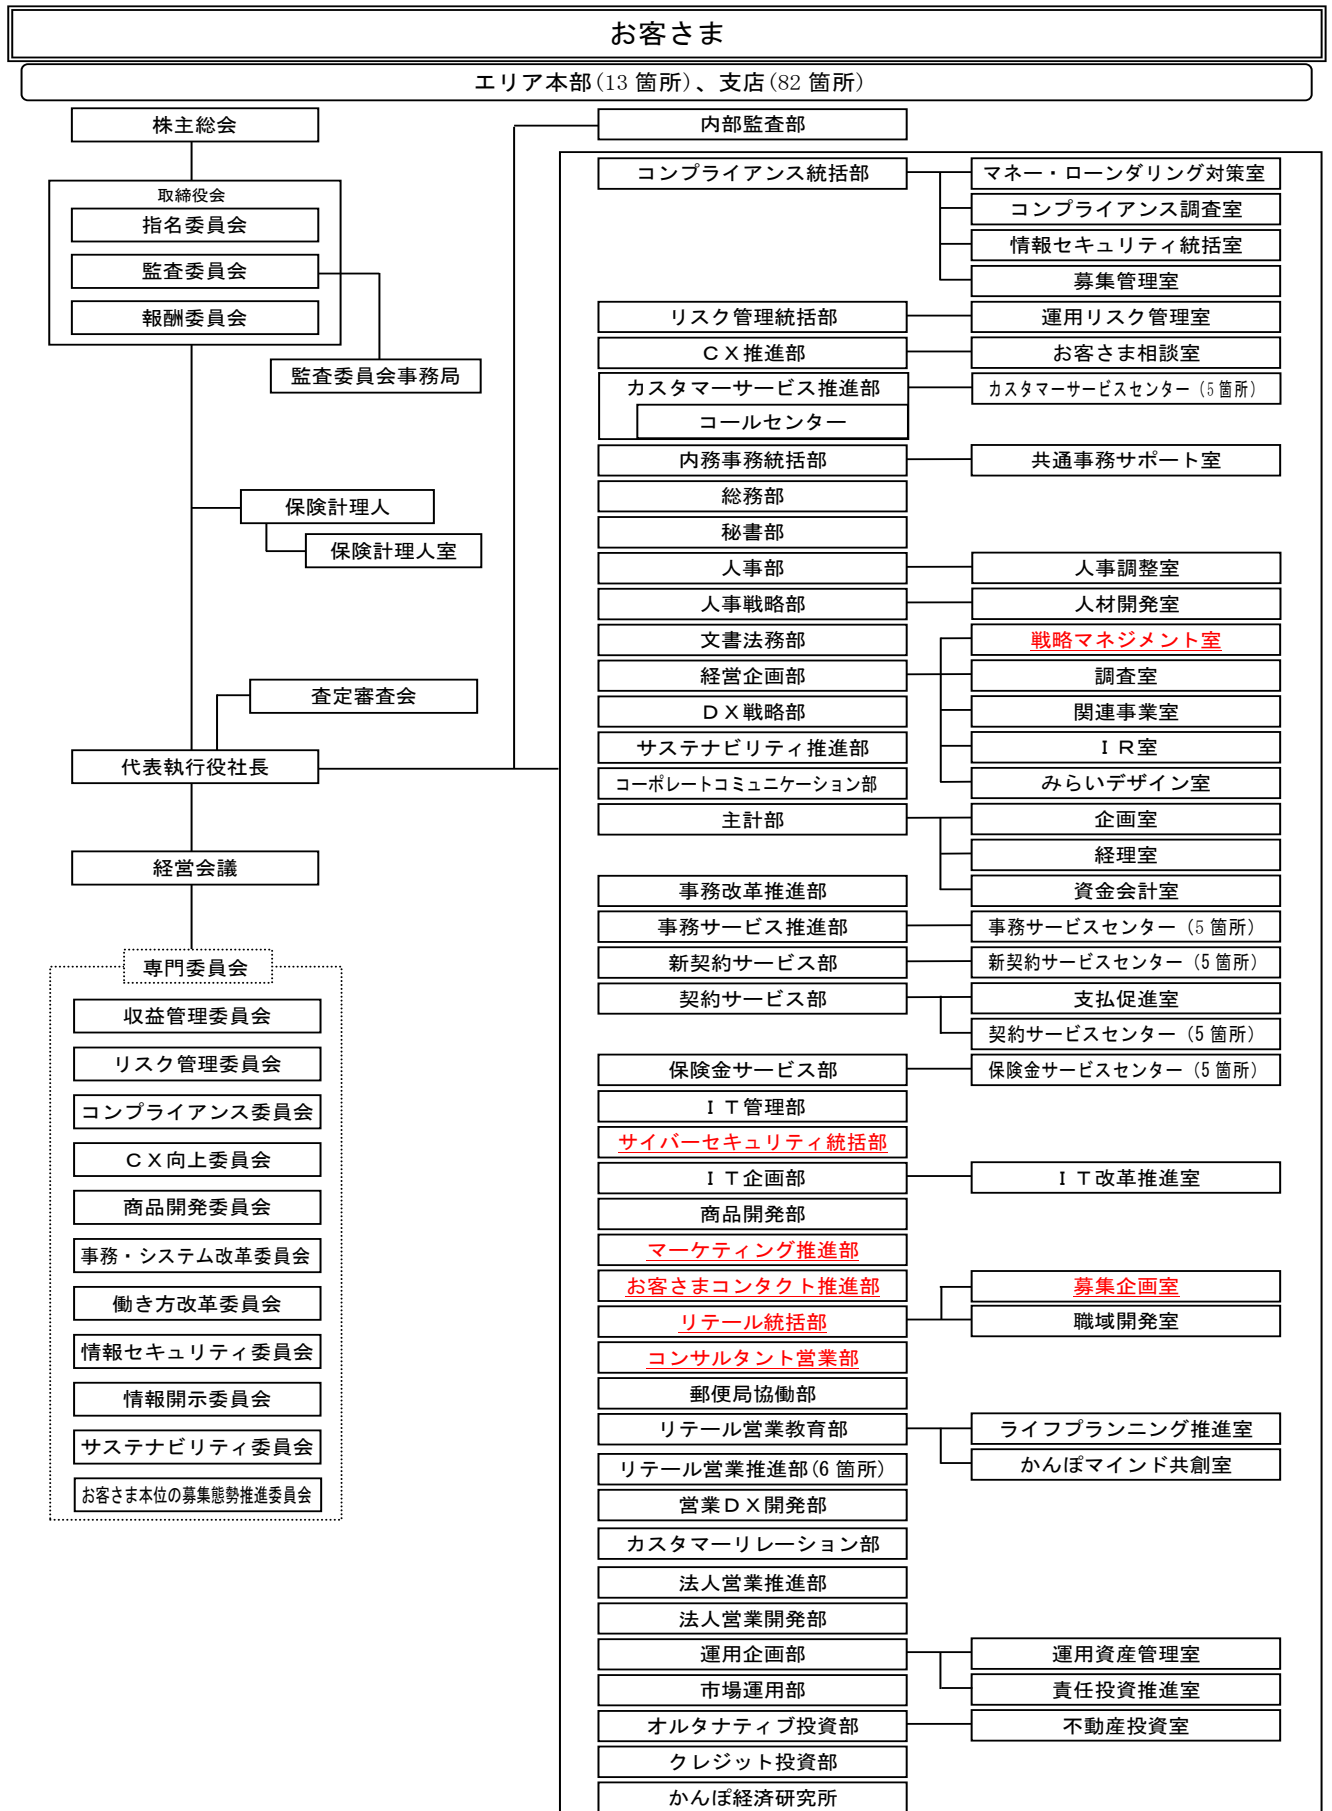 お客さま
エリア本部(13 箇所)、支店(82 箇所)
株主総会
取締役会
指名委員会
監査委員会
報酬委員会
監査委員会事務局
保険計理人
保険計理人室
査定審査会
代表執行役社長
経営会議
専門委員会
収益管理委員会
リスク管理委員会
コンプライアンス委員会
ＣＸ向上委員会
商品開発委員会
事務・システム改革委員会
働き方改革委員会
情報セキュリティ委員会
情報開示委員会
サステナビリティ委員会
お客さま本位の募集態勢推進委員会
内部監査部
コンプライアンス統括部
マネー・ローンダリング対策室
コンプライアンス調査室
情報セキュリティ統括室
募集管理室
リスク管理統括部
運用リスク管理室
ＣＸ推進部
お客さま相談室
カスタマーサービス推進部
カスタマーサービスセンター（5 箇所）
コールセンター
内務事務統括部
共通事務サポート室
総務部
秘書部
人事部
人事調整室
人事戦略部
人材開発室
文書法務部
戦略マネジメント室
経営企画部
調査室
ＤＸ戦略部
関連事業室
サステナビリティ推進部
ＩＲ室
コーポレートコミュニケーション部
みらいデザイン室
主計部
企画室
経理室
事務改革推進部
資金会計室
事務サービス推進部
事務サービスセンター（5 箇所）
新契約サービス部
新契約サービスセンター（5 箇所）
契約サービス部
支払促進室
契約サービスセンター（5 箇所）
保険金サービス部
保険金サービスセンター（5 箇所）
ＩＴ管理部
サイバーセキュリティ統括部
ＩＴ企画部
ＩＴ改革推進室
商品開発部
マーケティング推進部
お客さまコンタクト推進部
募集企画室
リテール統括部
職域開発室
コンサルタント営業部
郵便局協働部
リテール営業教育部
ライフプランニング推進室
かんぽマインド共創室
リテール営業推進部(6 箇所)
営業ＤＸ開発部
カスタマーリレーション部
法人営業推進部
法人営業開発部
運用企画部
運用資産管理室
市場運用部
責任投資推進室
オルタナティブ投資部
不動産投資室
クレジット投資部
かんぽ経済研究所